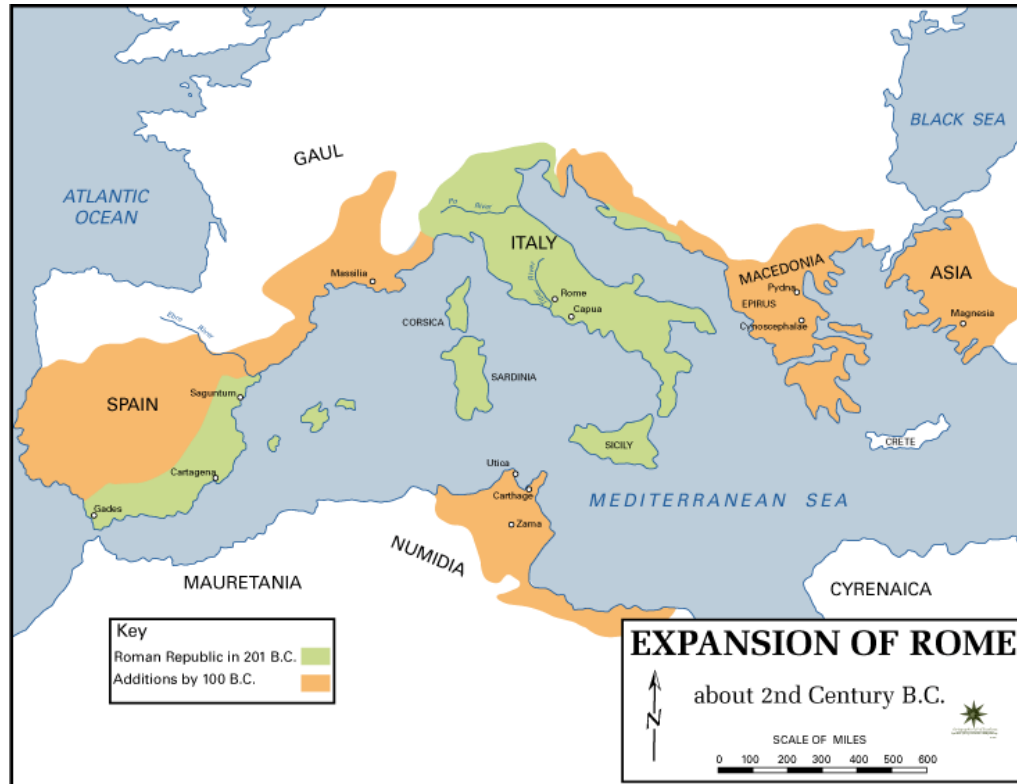 BLACK SEA
GAUL
ATLANTIC
OCEAN
Po River
ITALY
Massilia
MACEDONIA
ASIA
Pydna
River
Tiber
Rome
EPIRUS
Capua
Magnesia
Ebro River
CORSICA
Cynoscephalae
SARDINIA
Saguntum
SPAIN
SICILY
CRETE
Cartagena
Utica
Carthage
MEDITERRANEAN SEA
Gades
Zama
NUMIDIA
MAURETANIA
CYRENAICA
Key
Roman Republic in 201 B.C.
Additions by 100 B.C.
EXPANSION OF ROME
about 2nd Century B.C.
N
SCALE OF MILES
0 100 200 300 400 500 600